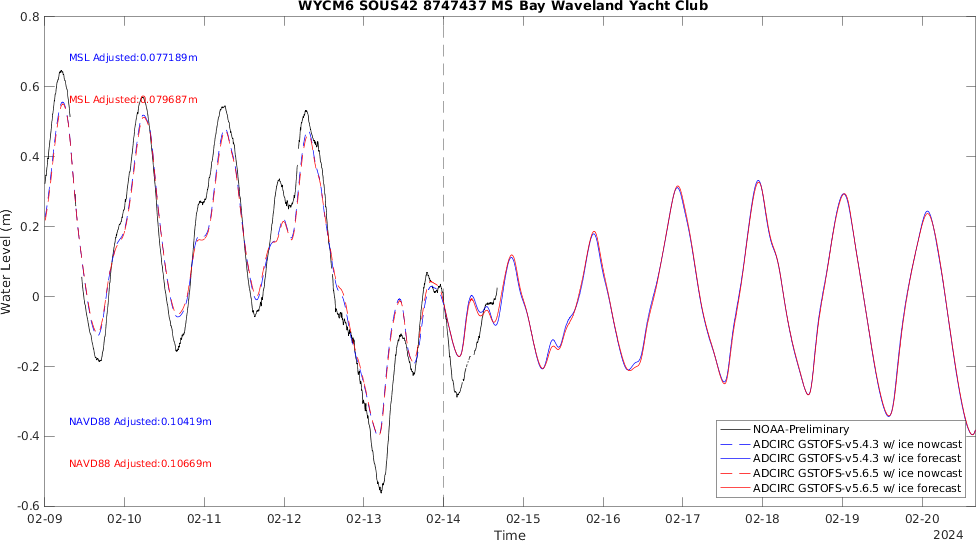 WYCM6 SOUS42 8747437 MS Bay Waveland Yacht Club
Water Level (m)
0.8
0.6
0.4
0.2
0
-0.2
-0.4
-0.6
MSL Adjusted:0.077189m
MSL Adjusted:0.079687m
NAVD88 Adjusted:0.10419m
NAVD88 Adjusted:0.10669m
NOAA-Preliminary
ADCIRC GSTOFS-v5.4.3 w/ ice nowcast
ADCIRC GSTOFS-v5.4.3 w/ ice forecast
ADCIRC GSTOFS-v5.6.5 w/ ice nowcast
ADCIRC GSTOFS-v5.6.5 w/ ice forecast
02-09 02-10 02-11 02-12 02-13 02-14 02-15 02-16 02-17 02-18 02-19 02-20
Time
2024